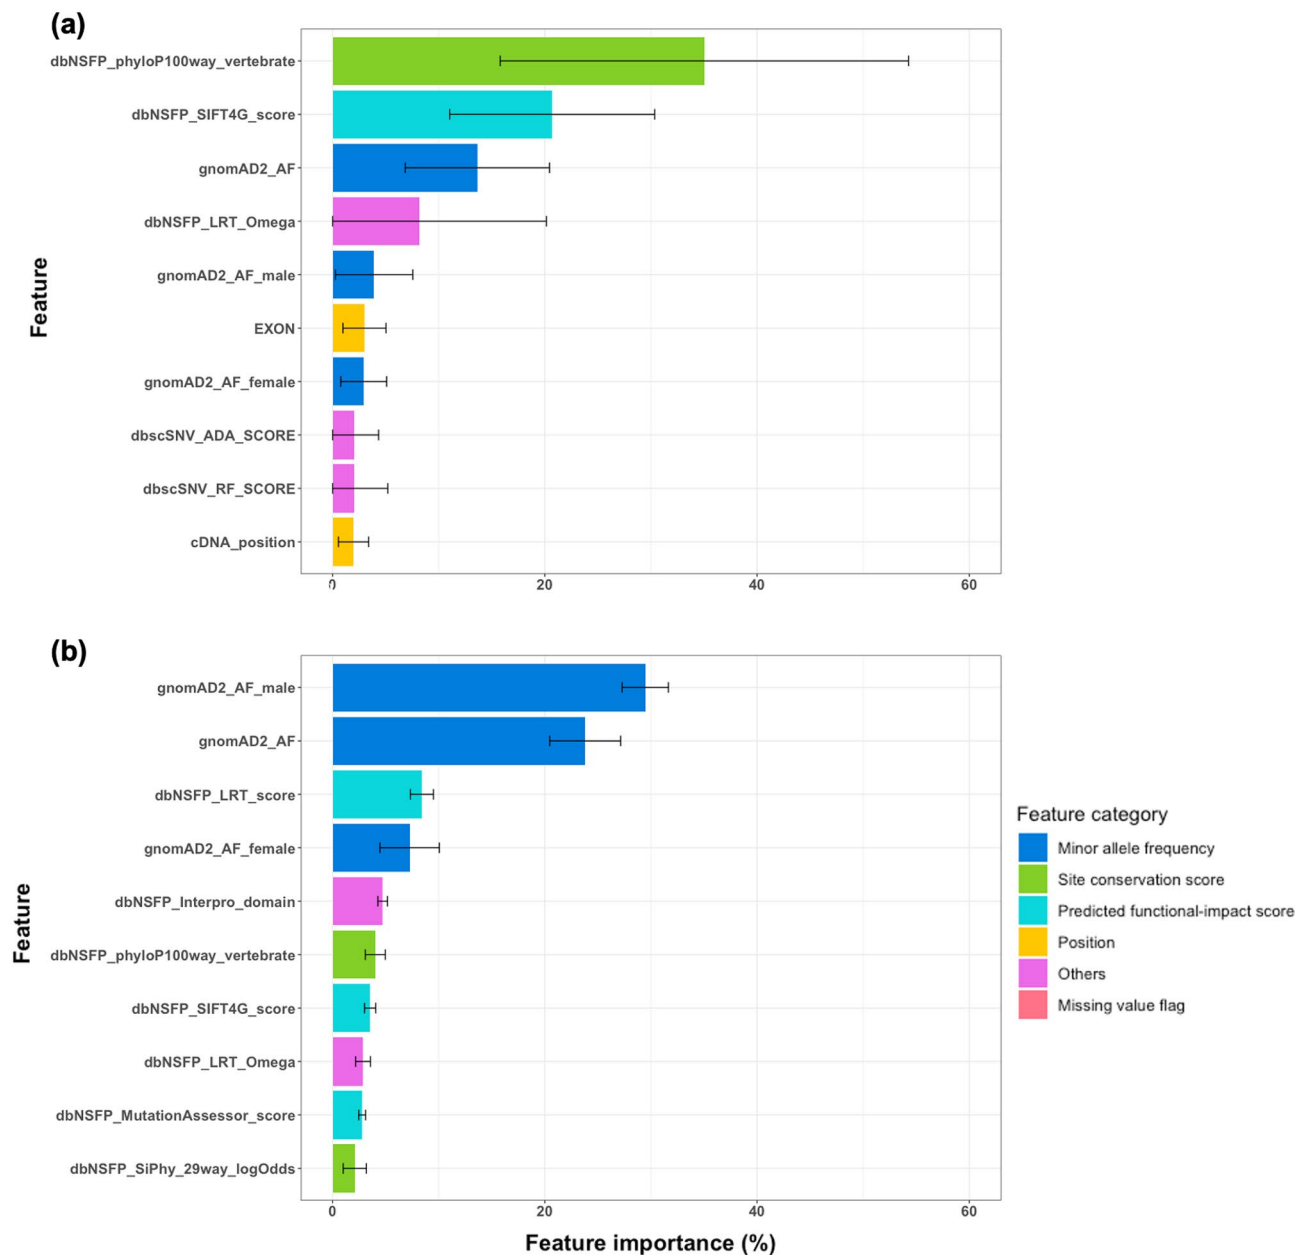 (a)
dbNSFP_phyloP100way_vertebrate
dbNSFP_SIFT4G_score
gnomAD2_AF
dbNSFP_LRT_Omega
gnomAD2_AF_male
EXON
gnomAD2_AF_female
dbscSNV_ADA_SCORE
dbscSNV_RF_SCORE
cDNA_position
Feature
0 20 40 60
(b)
gnomAD2_AF_male
gnomAD2_AF
dbNSFP_LRT_score
gnomAD2_AF_female
dbNSFP_Interpro_domain
dbNSFP_phyloP100way_vertebrate
dbNSFP_SIFT4G_score
dbNSFP_LRT_Omega
dbNSFP_MutationAssessor_score
dbNSFP_SiPhy_29way_logOdds
Feature
0 20 40 60
Feature importance (%)
Feature category
Minor allele frequency
Site conservation score
Predicted functional-impact score
Position
Others
Missing value flag